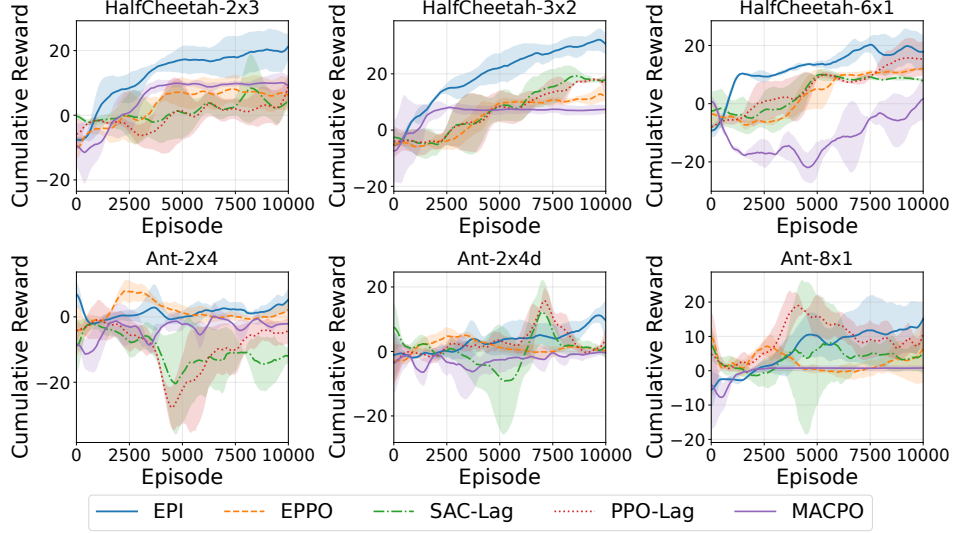 HalfCheetah-2x3
HalfCheetah-3x2
HalfCheetah-6x1
Cumulative Reward
20
0
−20
0 2500 5000 7500 10000
Episode
Cumulative Reward
20
0
−20
0 2500 5000 7500 10000
Episode
Cumulative Reward
20
0
−20
0 2500 5000 7500 10000
Episode
Ant-2x4
Ant-2x4d
Ant-8x1
Cumulative Reward
0
−20
0 2500 5000 7500 10000
Episode
Cumulative Reward
20
0
−20
0 2500 5000 7500 10000
Episode
Cumulative Reward
20
10
0
−10
−20
0 2500 5000 7500 10000
Episode
EPI EPPO SAC-Lag PPO-Lag MACPO